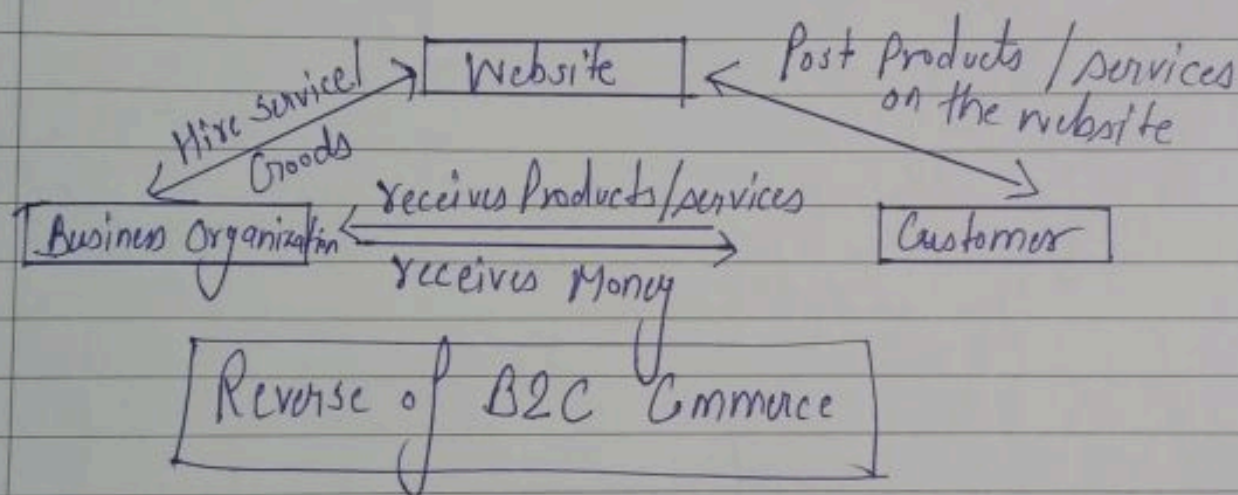 Website
Post Products / services
on the website
Hire Service/
Goods
receives Products/services
Business Organization
Customer
receives Money
Reverse of B2C Commerce